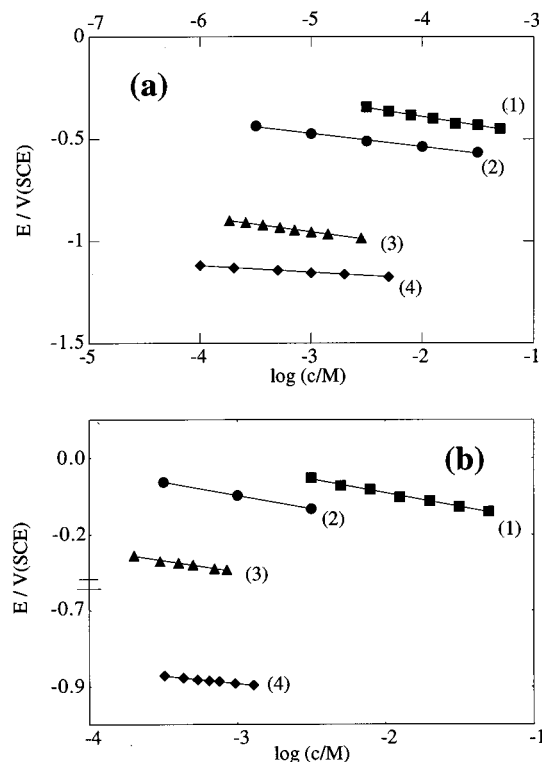 -7 -6 -5 -4 -3
0
(a)
(1)
-0.5
(2)
E / V(SCE)
-1
(3)
(4)
-1.5
-5 -4 -3 -2 -1
log (c/M)
(b)
0.0
(1)
(2)
-0.2
E / V(SCE)
(3)
-0.7
(4)
-0.9
-4 -3 -2 -1
log (c/M)